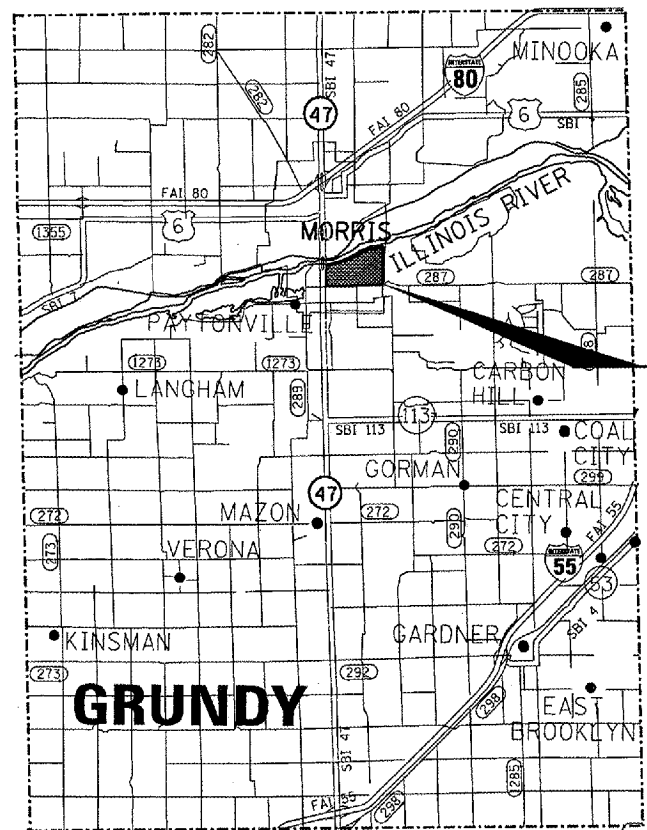 MINOOKA
282
SBI 47
INTERSTATE
80
285
282
47
FAI 80
6
SBI
FAI 80
6
MORRIS
ILLINOIS RIVER
1355
287
287
SBI 7
PAYTONVILLE
1273
1273
LANGHAM
289
CARBON
HILL
113
SBI 113
SBI 113
290
COAL
CITY
GORMAN
299
47
CENTRAL
CITY
272
MAZON
272
290
272
FAI 55
273
VERONA
INTERSTATE
55
53
SBI 4
KINSMAN
GARDNER
273
292
GRUNDY
298
EAST
BROOKLYN
SBI 47
1285
FAI 55
298